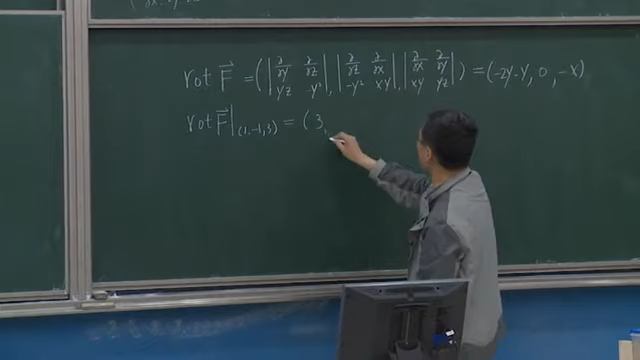 rot F⃗ = (|∂/∂y ∂/∂z; yz -y²|, |∂/∂z ∂/∂x; -y² xy|, |∂/∂x ∂/∂y; xy yz|) = (-2y-y, 0, -x)
rot F⃗|(1,-1,3) = (3,